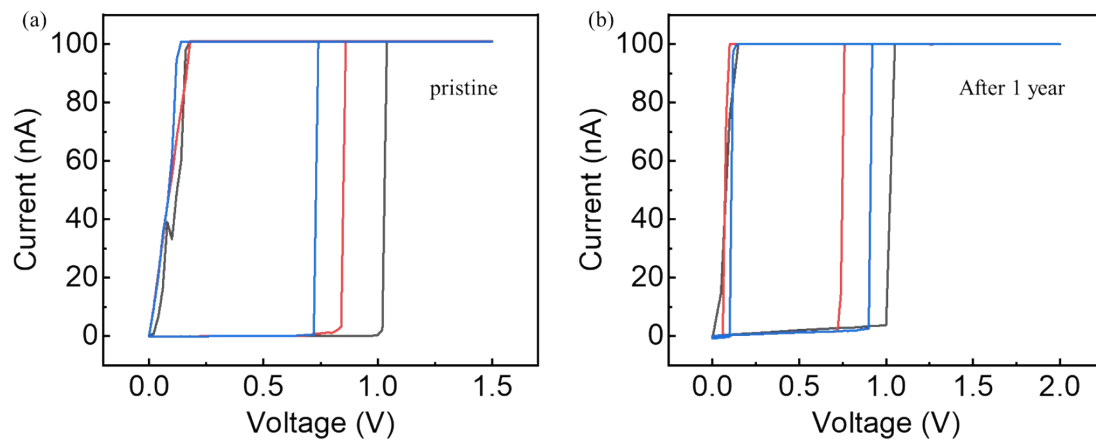 (a)
pristine
100
80
60
40
20
0
Current (nA)
0.0 0.5 1.0 1.5
Voltage (V)
(b)
After 1 year
100
80
60
40
20
0
Current (nA)
0.0 0.5 1.0 1.5 2.0
Voltage (V)